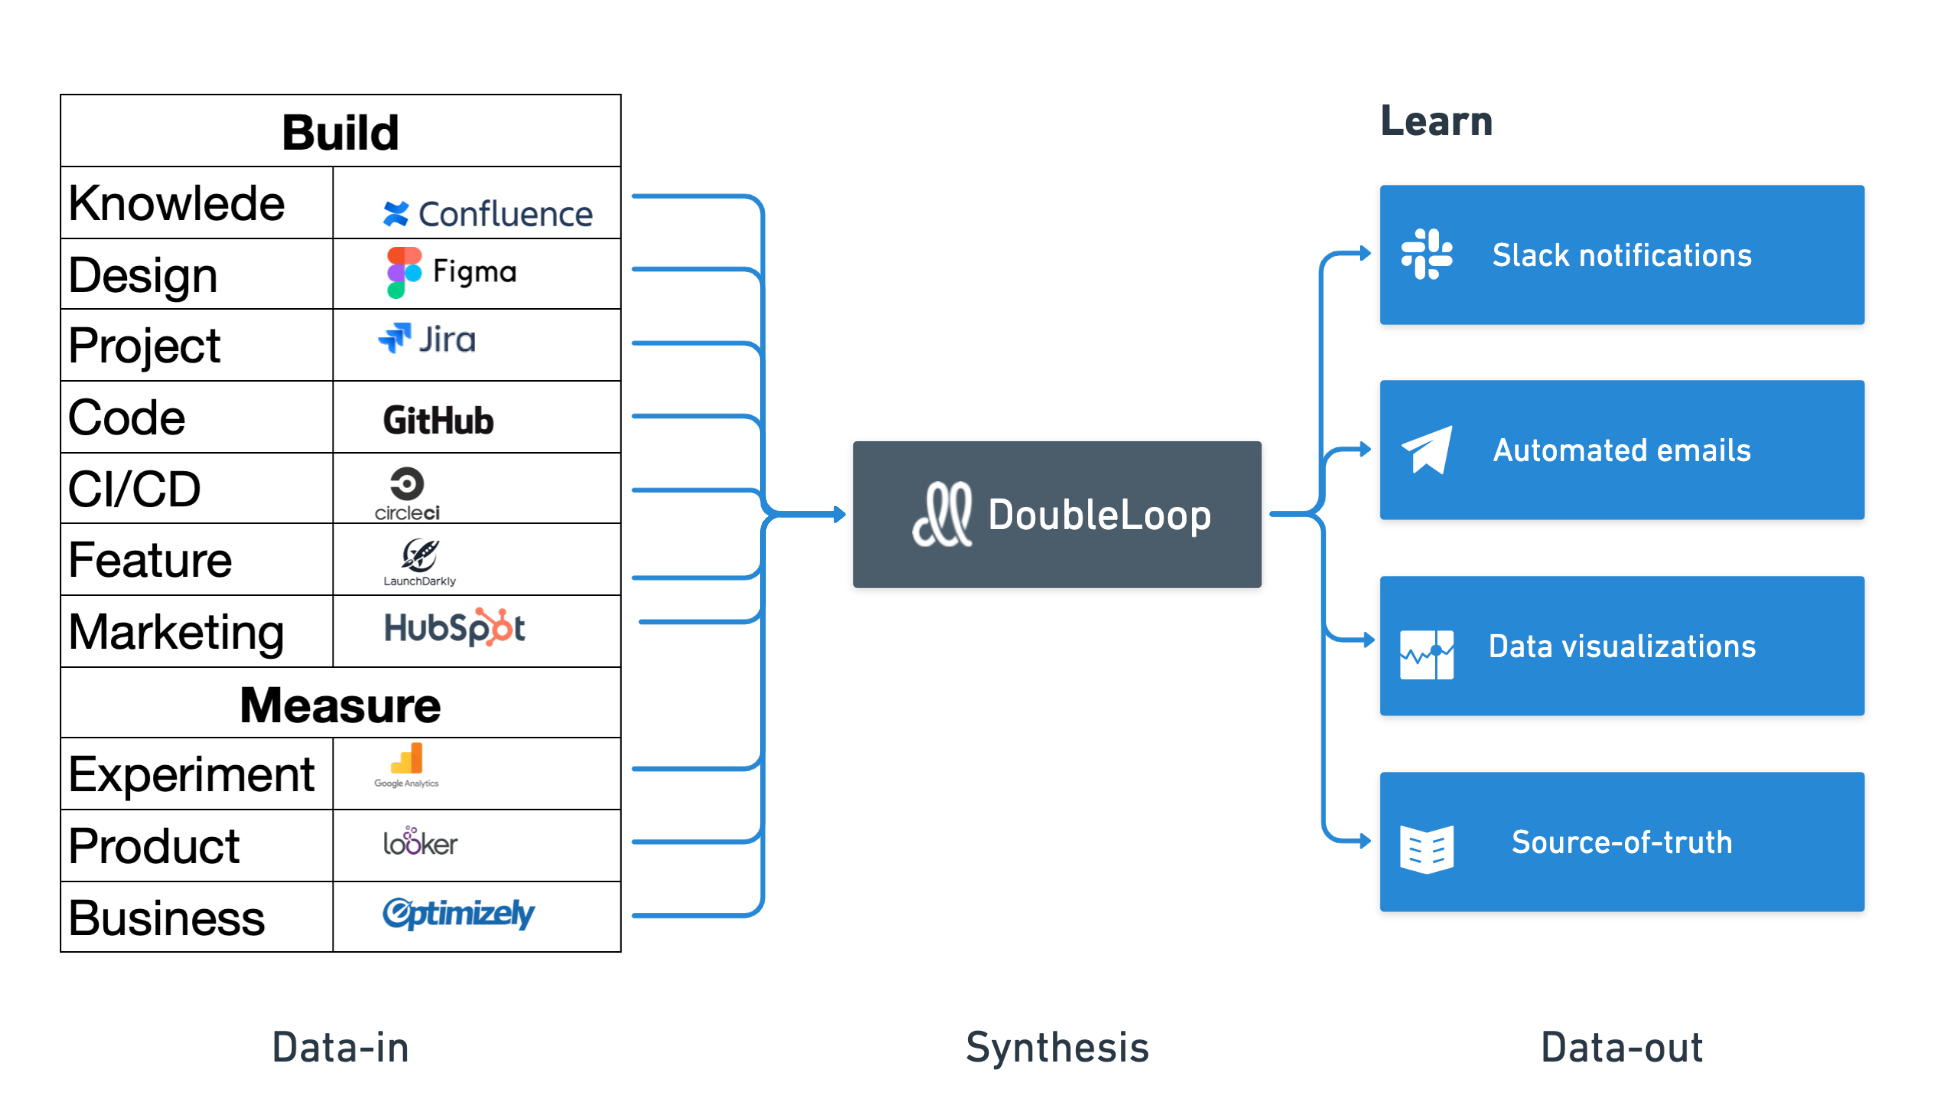 Build
Knowlede
Confluence
Design
Figma
Project
Jira
Code
GitHub
CI/CD
circleci
Feature
LaunchDarkly
Marketing
HubSpot
Measure
Experiment
Google Analytics
Product
looker
Business
Optimizely
Data-in
DoubleLoop
Synthesis
Learn
Slack notifications
Automated emails
Data visualizations
Source-of-truth
Data-out